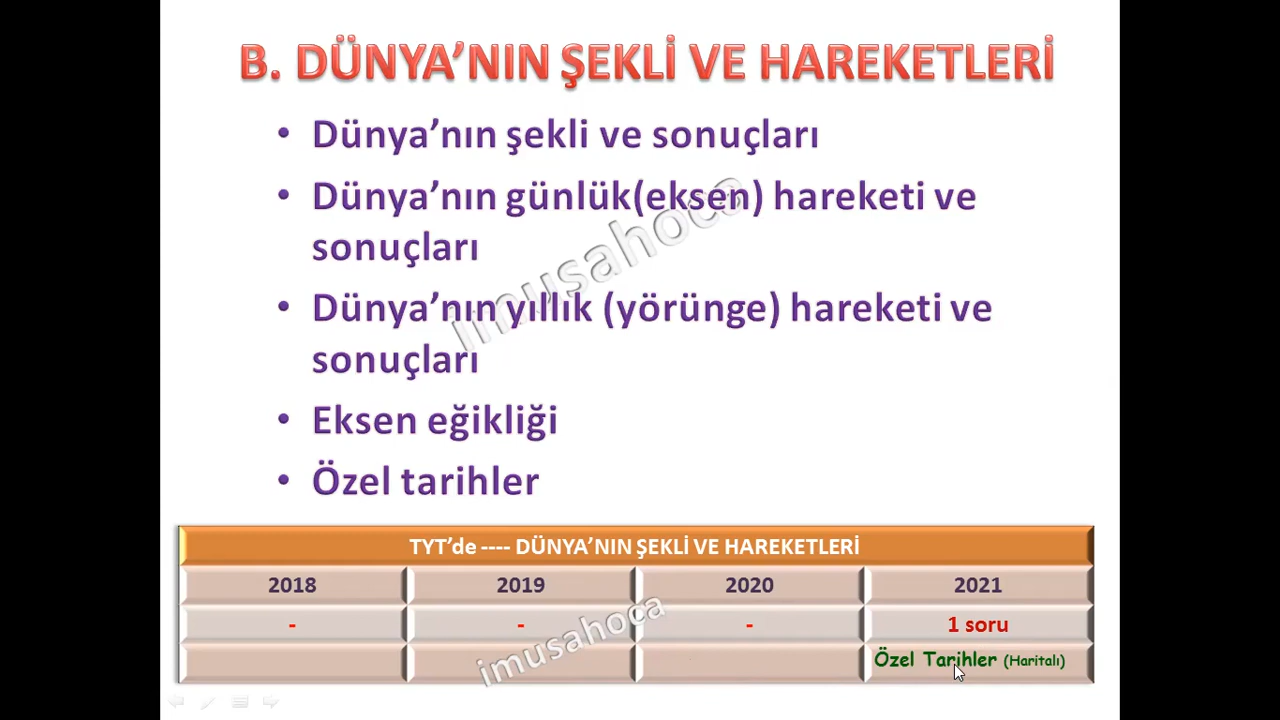 B. DÜNYA’NIN ŞEKLİ VE HAREKETLERİ
• Dünya’nın şekli ve sonuçları
• Dünya’nın günlük(eksen) hareketi ve
sonuçları
• Dünya’nın yıllık (yörünge) hareketi ve
sonuçları
• Eksen eğikliği
• Özel tarihler
imusahoca
TYT’de ---- DÜNYA’NIN ŞEKLİ VE HAREKETLERİ
2018 2019 2020 2021
- - - 1 soru
Özel Tarihler (Haritalı)
imusahoca